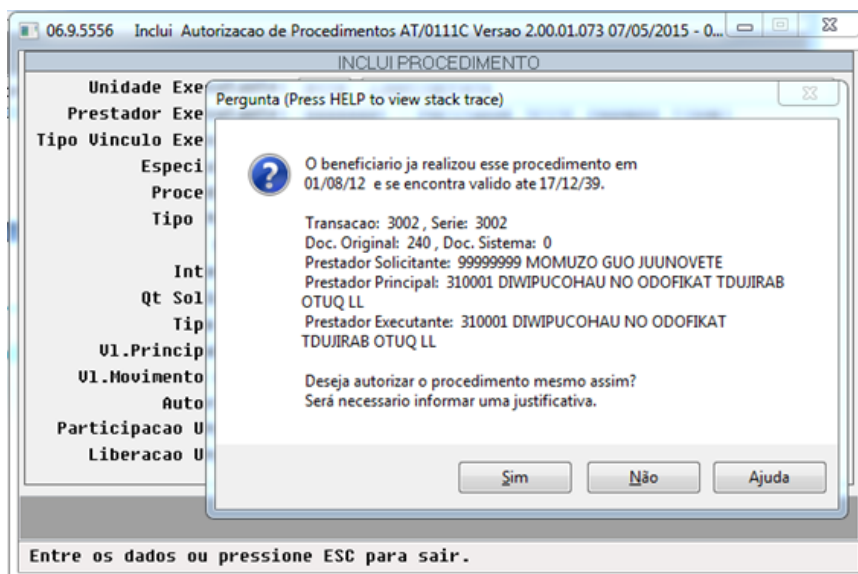 06.9.5556 Inclui Autorizacao de Procedimentos AT/0111C Versao 2.00.01.073 07/05/2015 - 0...
INCLUI PROCEDIMENTO
Unidade Exe
Prestador Exe
Tipo Vinculo Exe
Especi
Proce
Tipo
Int
Qt Sol
Tip
Vl.Princip
Vl.Movimento
Auto
Participacao U
Liberacao U
Pergunta (Press HELP to view stack trace)
O beneficiario ja realizou esse procedimento em
01/08/12 e se encontra valido ate 17/12/39.
Transacao: 3002 , Serie: 3002
Doc. Original: 240 , Doc. Sistema: 0
Prestador Solicitante: 99999999 MOMUZO GUO JUUNOVETE
Prestador Principal: 310001 DIWIPUCOHAU NO ODOFIKAT TDUJIRAB
OTUQ LL
Prestador Executante: 310001 DIWIPUCOHAU NO ODOFIKAT
TDUJIRAB OTUQ LL
Deseja autorizar o procedimento mesmo assim?
Será necessario informar uma justificativa.
Sim Não Ajuda
Entre os dados ou pressione ESC para sair.